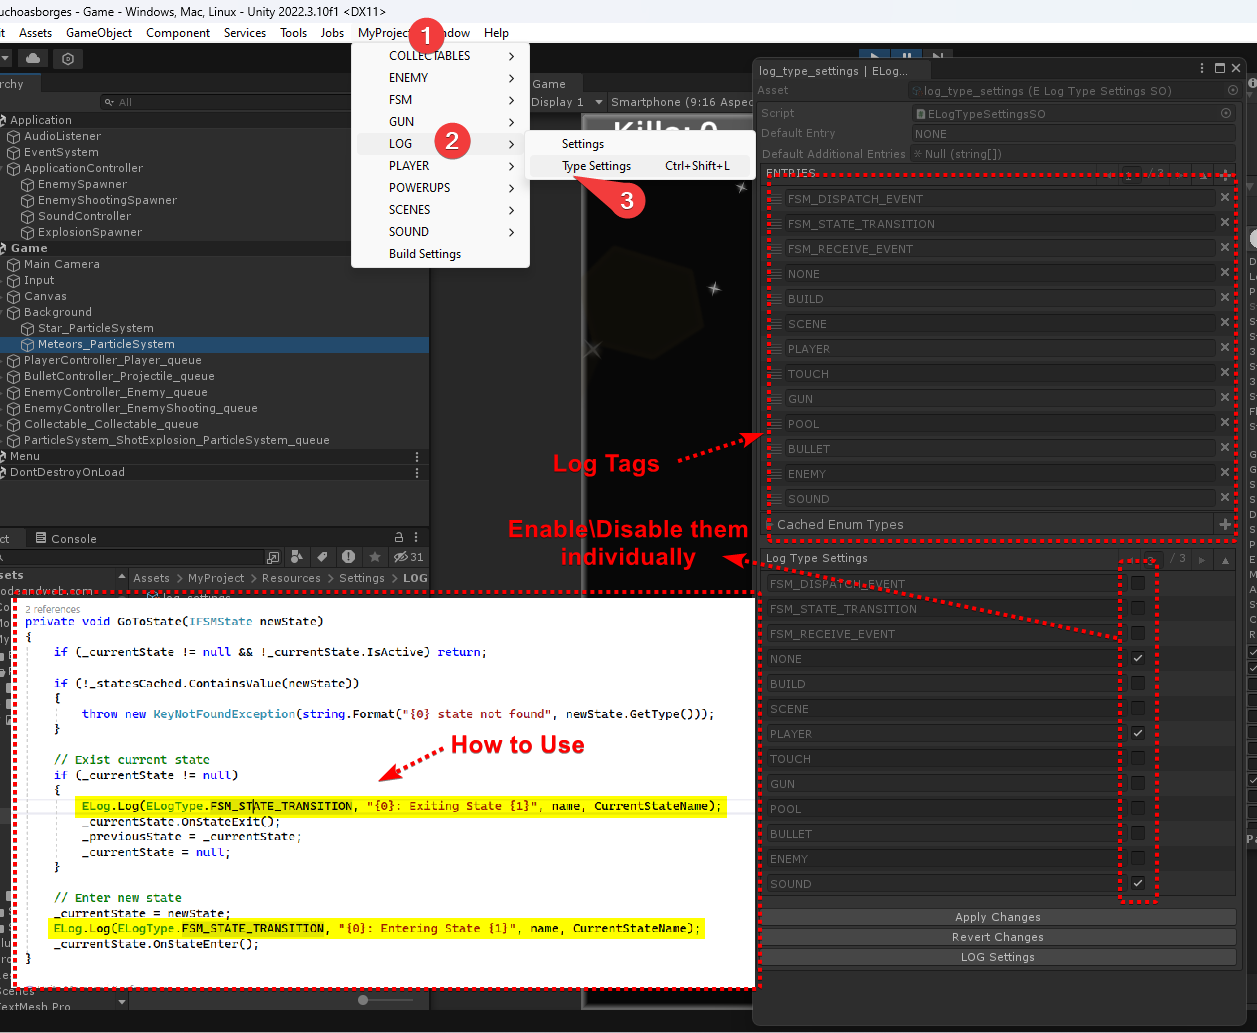 uchoasborges - Game - Windows, Mac, Linux - Unity 2022.3.10f1 <DX11>
it Assets GameObject Component Services Tools Jobs MyProject Window Help
1
COLLECTABLES
ENEMY
FSM
GUN
LOG
2
PLAYER
POWERUPS
SCENES
SOUND
Build Settings
Settings
Type Settings Ctrl+Shift+L
3
rchy
All
Application
AudioListener
EventSystem
ApplicationController
EnemySpawner
EnemyShootingSpawner
SoundController
ExplosionSpawner
Game
Main Camera
Input
Canvas
Background
Star_ParticleSystem
Meteors_ParticleSystem
PlayerController_Player_queue
BulletController_Projectile_queue
EnemyController_Enemy_queue
EnemyController_EnemyShooting_queue
Collectable_Collectable_queue
ParticleSystem_ShotExplosion_ParticleSystem_queue
Menu
DontDestroyOnLoad
Game
Display 1 Smartphone (9:16 Aspec
Kills: 0
log_type_settings | ELog...
Asset log_type_settings (E Log Type Settings SO)
Script ELogTypeSettingsSO
Default Entry NONE
Default Additional Entries Null (string[])
ENTRIES 1 / 3
FSM_DISPATCH_EVENT
FSM_STATE_TRANSITION
FSM_RECEIVE_EVENT
NONE
BUILD
SCENE
PLAYER
TOUCH
GUN
POOL
BULLET
ENEMY
SOUND
Cached Enum Types
Log Tags
Enable\Disable them
individually
Log Type Settings 3 / 3
FSM_DISPATCH_EVENT
FSM_STATE_TRANSITION
FSM_RECEIVE_EVENT
NONE
BUILD
SCENE
PLAYER
TOUCH
GUN
POOL
BULLET
ENEMY
SOUND
Apply Changes
Revert Changes
LOG Settings
ct Console
31
sets
Assets > MyProject > Resources > Settings > LOG
odeandweb.com
log_settings
2 references
private void GoToState(IFSMState newState)
{
if (_currentState != null && !_currentState.IsActive) return;
if (!_statesCached.ContainsValue(newState))
{
throw new KeyNotFoundException(string.Format("{0} state not found", newState.GetType()));
}
// Exist current state
if (_currentState != null)
{
ELog.Log(ELogType.FSM_STATE_TRANSITION, "{0}: Exiting State {1}", name, CurrentStateName);
_currentState.OnStateExit();
_previousState = _currentState;
_currentState = null;
}
// Enter new state
_currentState = newState;
ELog.Log(ELogType.FSM_STATE_TRANSITION, "{0}: Entering State {1}", name, CurrentStateName);
_currentState.OnStateEnter();
}
How to Use
Scenes
TextMesh Pro